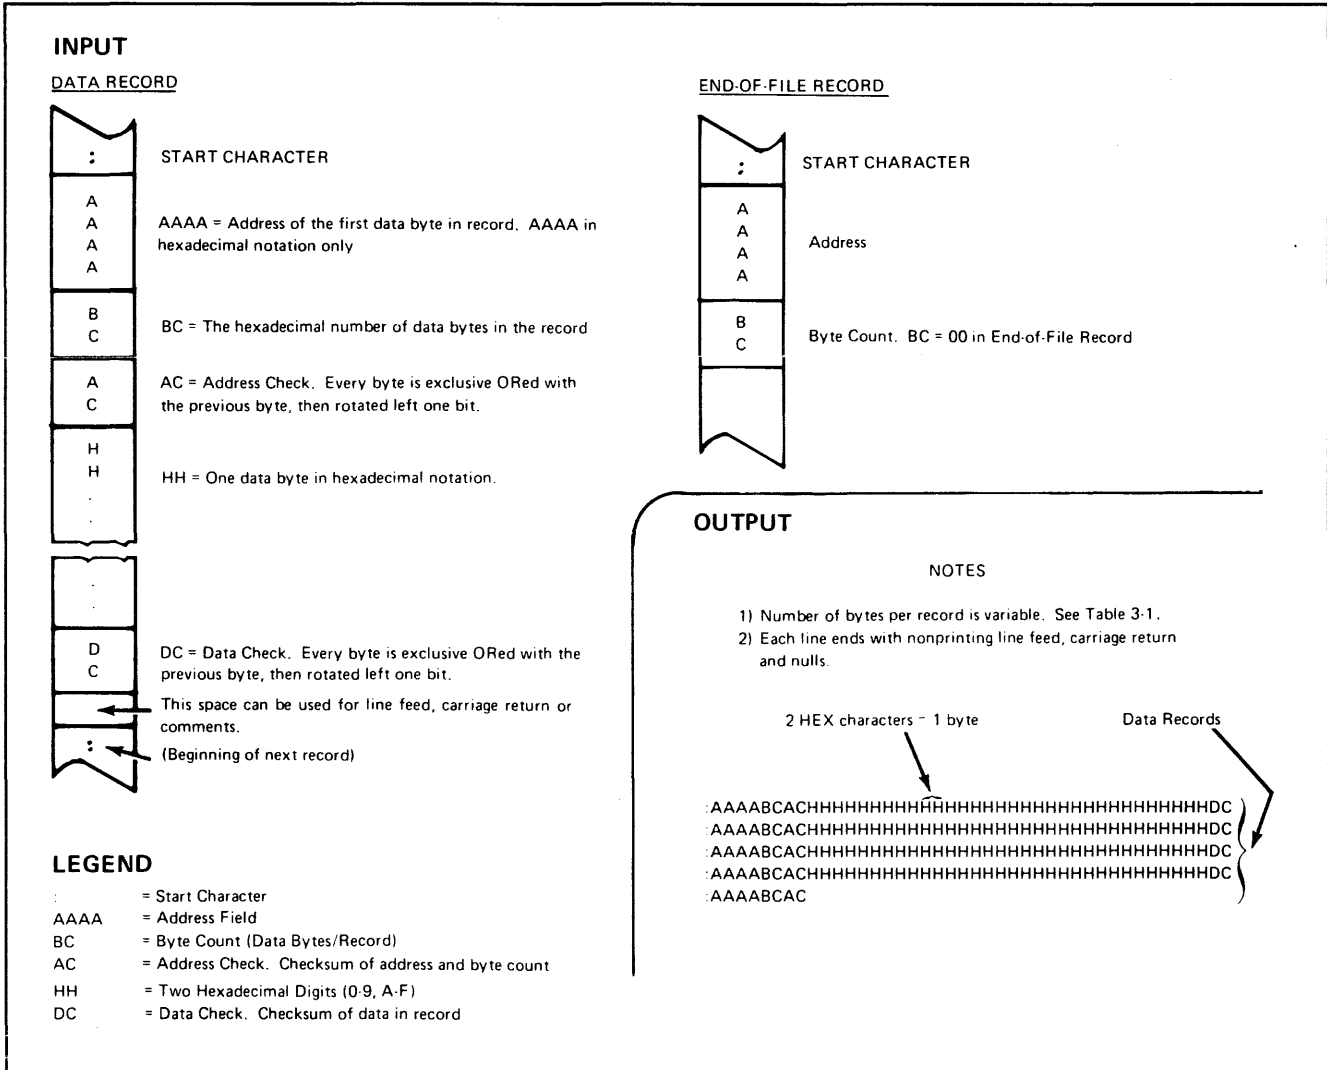 INPUT
DATA RECORD
:
START CHARACTER
A
A
A
A
AAAA = Address of the first data byte in record. AAAA in
hexadecimal notation only
B
C
BC = The hexadecimal number of data bytes in the record
A
C
AC = Address Check. Every byte is exclusive ORed with
the previous byte, then rotated left one bit.
H
H
.
.
HH = One data byte in hexadecimal notation.
.
.
D
C
DC = Data Check. Every byte is exclusive ORed with the
previous byte, then rotated left one bit.
This space can be used for line feed, carriage return or
comments.
:
(Beginning of next record)
LEGEND
: = Start Character
AAAA = Address Field
BC = Byte Count (Data Bytes/Record)
AC = Address Check. Checksum of address and byte count
HH = Two Hexadecimal Digits (0-9, A-F)
DC = Data Check. Checksum of data in record
END-OF-FILE RECORD
:
START CHARACTER
A
A
A
A
Address
B
C
Byte Count. BC = 00 in End-of-File Record
OUTPUT
NOTES
1) Number of bytes per record is variable. See Table 3-1.
2) Each line ends with nonprinting line feed, carriage return
and nulls.
2 HEX characters – 1 byte
Data Records
:AAAABCACHHHHHHHHHHHHHHHHHHHHHHHHHHHHHHHHDC
:AAAABCACHHHHHHHHHHHHHHHHHHHHHHHHHHHHHHHHDC
:AAAABCACHHHHHHHHHHHHHHHHHHHHHHHHHHHHHHHHDC
:AAAABCACHHHHHHHHHHHHHHHHHHHHHHHHHHHHHHHHDC
:AAAABCAC